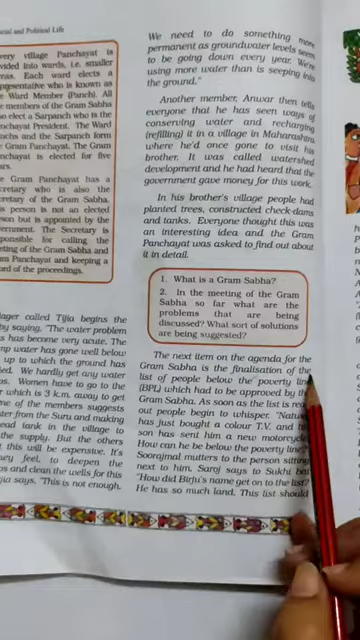 cial and Political Life
very village Panchayat is
vided into wards, i.e. smaller
eas. Each ward elects a
presentative who is known as
e Ward Member (Panch). All
e members of the Gram Sabha
o elect a Sarpanch who is the
nchayat President. The Ward
nchs and the Sarpanch form
e Gram Panchayat. The Gram
nchayat is elected for five
ars.
e Gram Panchayat has a
cretary who is also the
cretary of the Gram Sabha.
is person is not an elected
son but is appointed by the
vernment. The Secretary is
ponsible for calling the
eting of the Gram Sabha and
am Panchayat and keeping a
ord of the proceedings.
lager called Tijia begins the
by saying, "The water problem
s has become very acute. The
mp water has gone well below
up to which the ground has
led. We hardly get any water
ps. Women have to go to the
r which is 3 k.m. away to get
me of the members suggests
ter from the Suru and making
ead tank in the village to
the supply. But the others
t this will be expensive. It's
ey feel, to deepen the
ps and clean the wells for this
jia says, "This is not enough.
We need to do something more
permanent as groundwater levels seem
to be going down every year. We're
using more water than is seeping into
the ground."
Another member, Anwar then tells
everyone that he has seen ways of
conserving water and recharging
(refilling) it in a village in Maharashtra
where he'd once gone to visit his
brother. It was called watershed
development and he had heard that the
government gave money for this work.
In his brother's village people had
planted trees, constructed check-dams
and tanks. Everyone thought this was
an interesting idea and the Gram
Panchayat was asked to find out about
it in detail.
1. What is a Gram Sabha?
2. In the meeting of the Gram
Sabha so far what are the
problems that are being
discussed? What sort of solutions
are being suggested?
The next item on the agenda for the
Gram Sabha is the finalisation of the
list of people below the poverty line
(BPL) which had to be approved by the
Gram Sabha. As soon as the list is read
out people begin to whisper. "Natwar
has just bought a colour T.V. and his
son has sent him a new motorcycle.
How can he be below the poverty line?"
Soorajmal mutters to the person sitting
next to him. Saroj says to Sukhi bai
"How did Birju's name get on to the list?
He has so much land. This list should